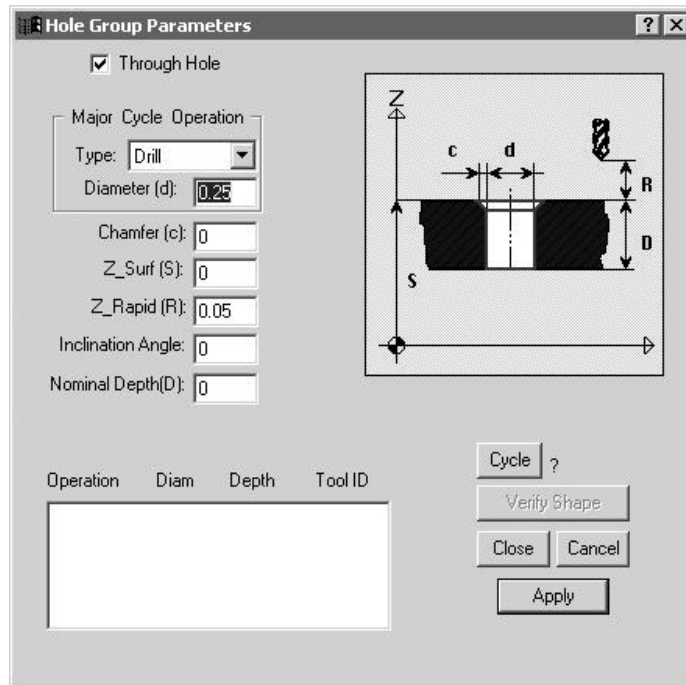 Hole Group Parameters
? X
Through Hole
Major Cycle Operation
Type: Drill
Diameter (d): 0.25
Chamfer (c): 0
Z_Surf (S): 0
Z_Rapid (R): 0.05
Inclination Angle: 0
Nominal Depth(D): 0
Z
c d
R
D
S
Operation Diam Depth Tool ID
Cycle ?
Verify Shape
Close Cancel
Apply